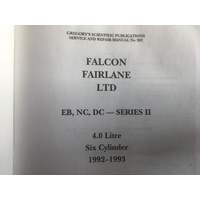 GREGORY'S SCIENTIFIC PUBLICATIONS
SERVICE AND REPAIR MANUAL No. 502
FALCON
FAIRLANE
LTD
EB, NC, DC — SERIES II
4.0 Litre
Six Cylinder
1992–1993